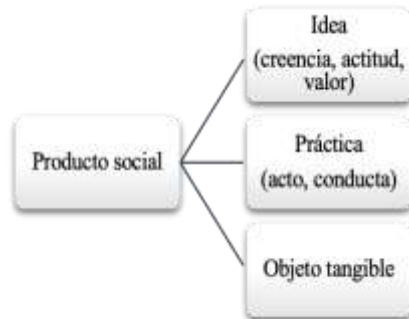 Idea
(creencia, actitud,
valor)
Producto social
Práctica
(acto, conducta)
Objeto tangible